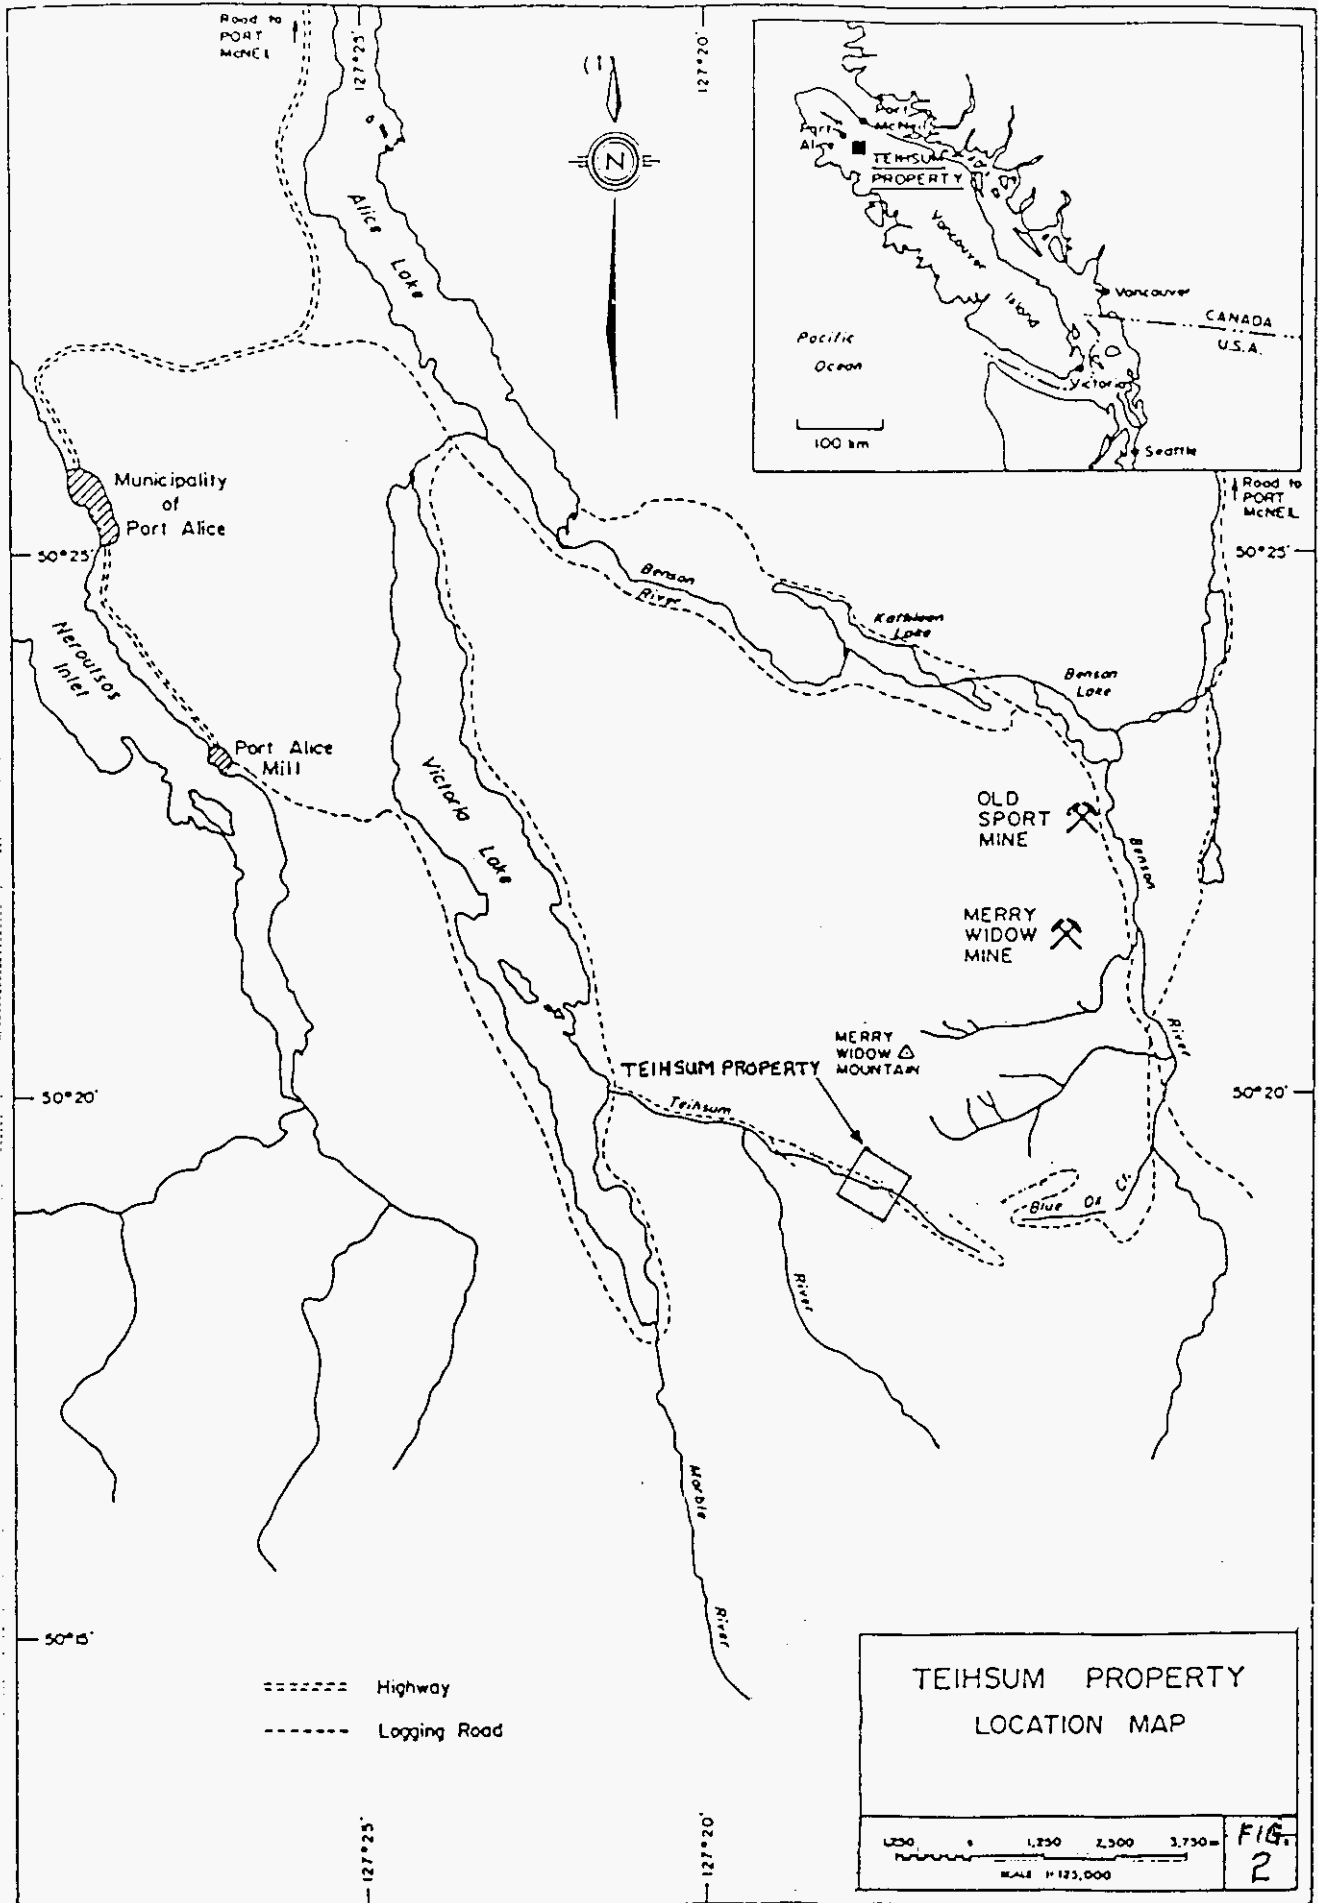 Road to
PORT
McNEIL
127°25'
127°20'
N
Alice
Lake
Port
McNeil
Port
Alice
TEIHSUM
PROPERTY
Vancouver
Island
Vancouver
CANADA
U.S.A.
Pacific
Ocean
Victoria
100 km
Seattle
Road to
PORT
McNEIL
Municipality
of
Port Alice
50°25'
50°25'
Benson
River
Kathleen
Lake
Neroutsos
Inlet
Benson
Lake
Port Alice
Mill
Victoria
Lake
OLD
SPORT
MINE
Benson
MERRY
WIDOW
MINE
River
MERRY
WIDOW
MOUNTAIN
TEIHSUM PROPERTY
50°20'
50°20'
Teihsum
Blue Ox Cr.
River
Marble
River
50°15'
Highway
Logging Road
TEIHSUM PROPERTY
LOCATION MAP
127°25'
127°20'
1,250 0 1,250 2,500 3,750 m
SCALE 1:125,000
FIG.
2